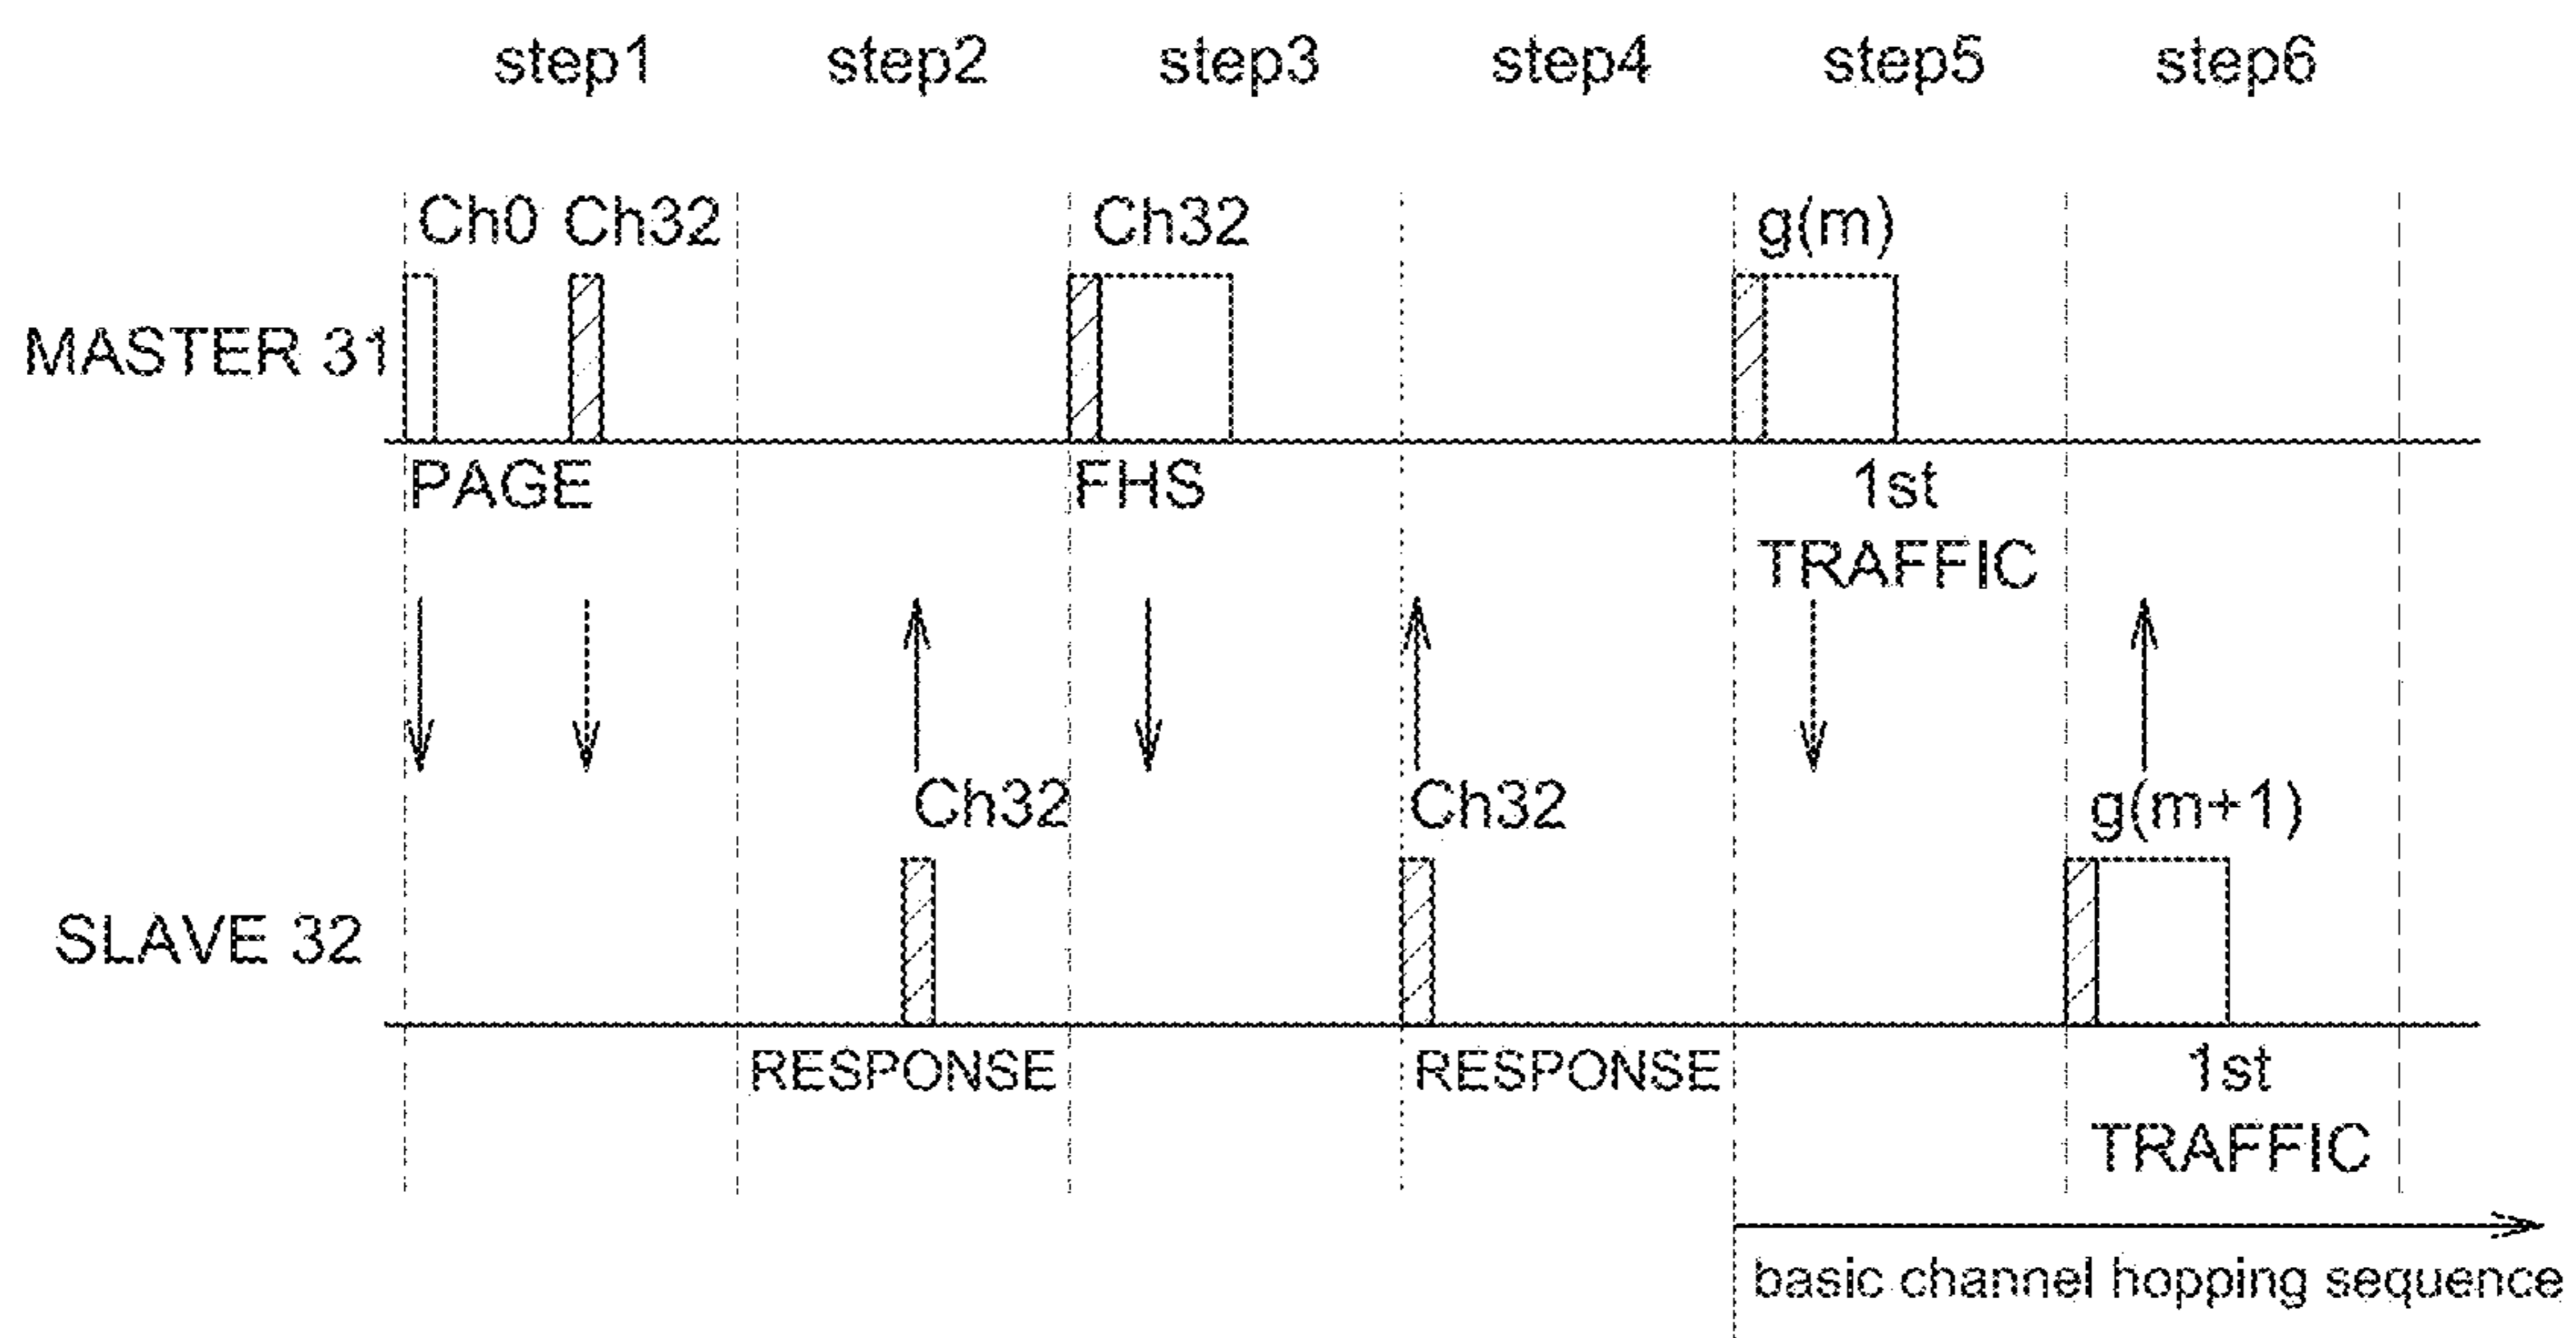 step1 step2 step3 step4 step5 step6
Ch0 Ch32 Ch32 g(m)
MASTER 31
PAGE FHS 1st
TRAFFIC
Ch32 Ch32 g(m+1)
SLAVE 32
RESPONSE RESPONSE 1st
TRAFFIC
basic channel hopping sequence